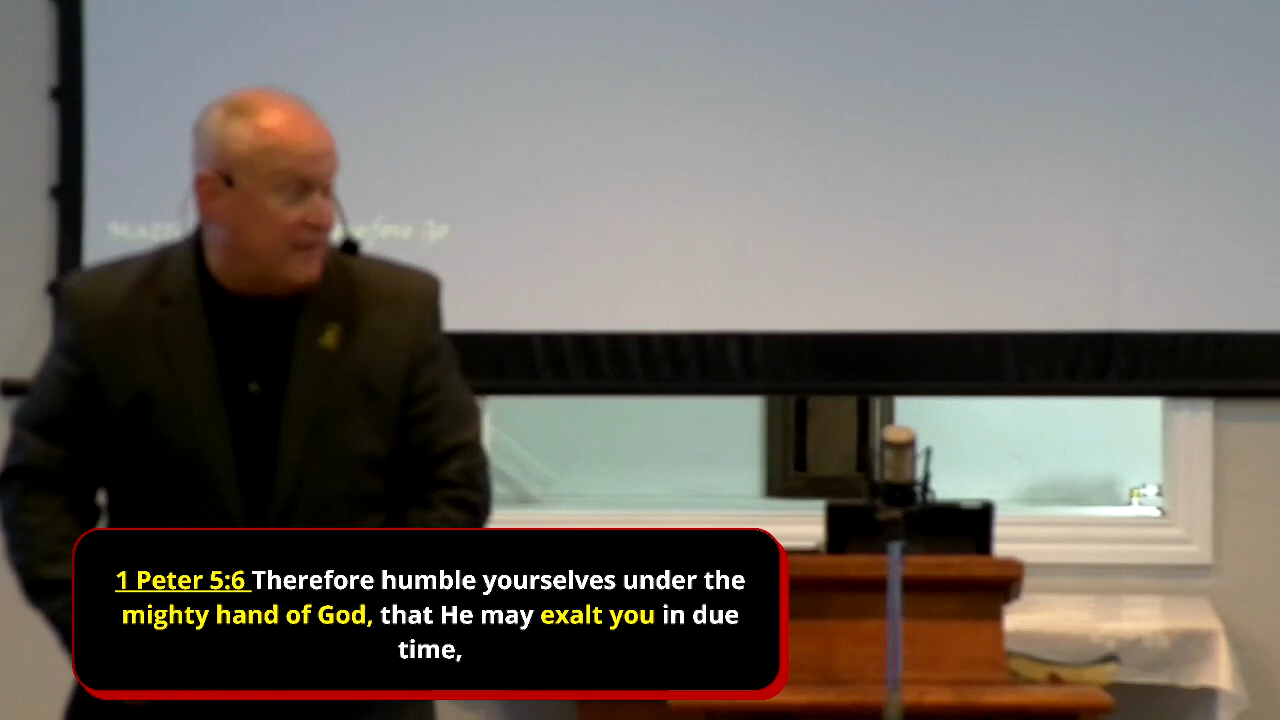 1 Peter 5:6 Therefore humble yourselves under the
mighty hand of God, that He may exalt you in due
time,